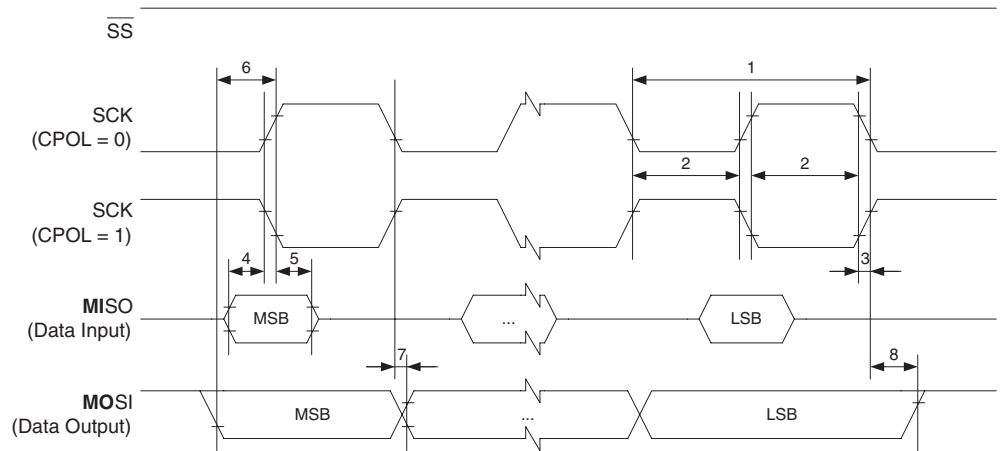 SS
6
1
SCK
(CPOL = 0)
2
2
SCK
(CPOL = 1)
4
5
3
MISO
(Data Input)
MSB
...
LSB
7
8
MOSI
(Data Output)
MSB
...
LSB